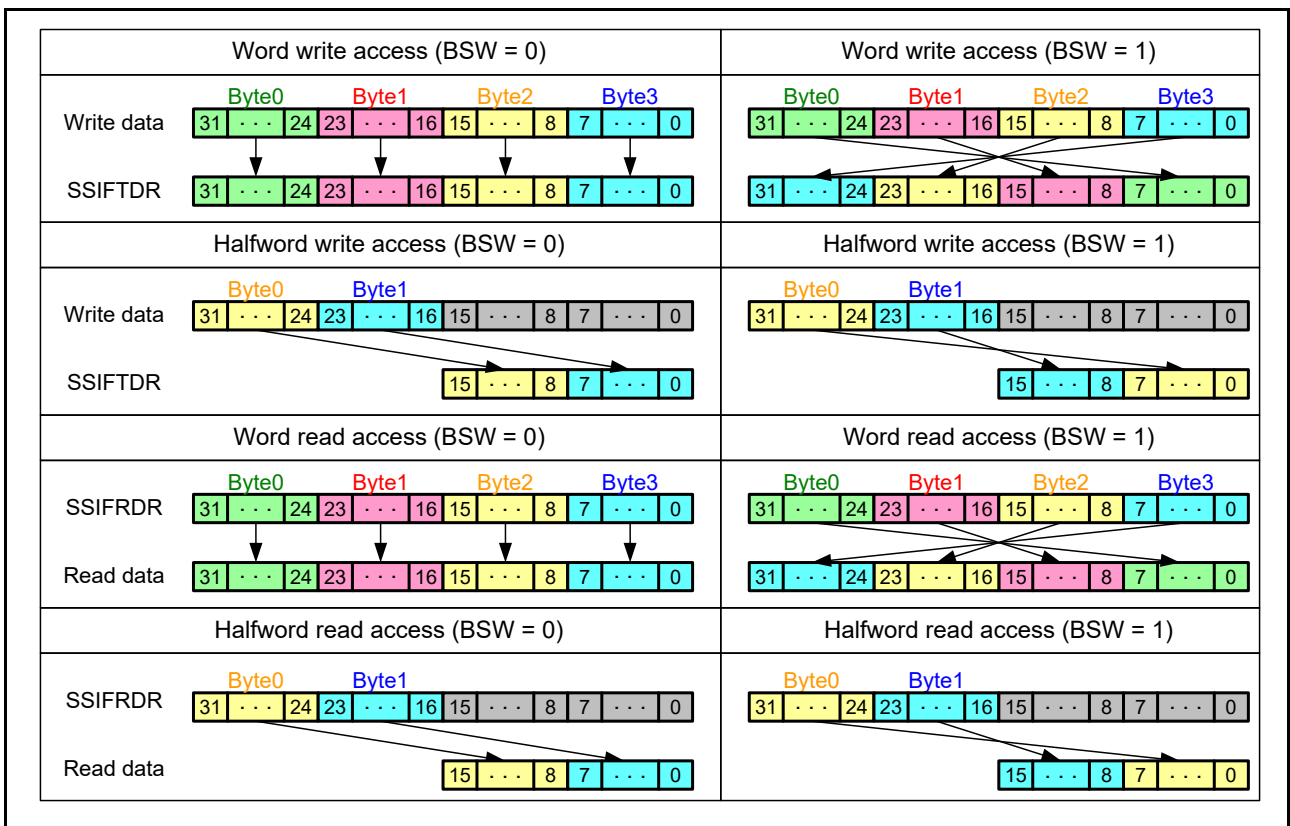 Word write access (BSW = 0) Word write access (BSW = 1)
Byte0 Byte1 Byte2 Byte3 Byte0 Byte1 Byte2 Byte3
Write data 31 · · · 24 23 · · · 16 15 · · · 8 7 · · · 0 31 · · · 24 23 · · · 16 15 · · · 8 7 · · · 0
SSIFTDR 31 · · · 24 23 · · · 16 15 · · · 8 7 · · · 0 31 · · · 24 23 · · · 16 15 · · · 8 7 · · · 0
Halfword write access (BSW = 0) Halfword write access (BSW = 1)
Byte0 Byte1 Byte0 Byte1
Write data 31 · · · 24 23 · · · 16 15 · · · 8 7 · · · 0 31 · · · 24 23 · · · 16 15 · · · 8 7 · · · 0
SSIFTDR 15 · · · 8 7 · · · 0 15 · · · 8 7 · · · 0
Word read access (BSW = 0) Word read access (BSW = 1)
Byte0 Byte1 Byte2 Byte3 Byte0 Byte1 Byte2 Byte3
SSIFRDR 31 · · · 24 23 · · · 16 15 · · · 8 7 · · · 0 31 · · · 24 23 · · · 16 15 · · · 8 7 · · · 0
Read data 31 · · · 24 23 · · · 16 15 · · · 8 7 · · · 0 31 · · · 24 23 · · · 16 15 · · · 8 7 · · · 0
Halfword read access (BSW = 0) Halfword read access (BSW = 1)
Byte0 Byte1 Byte0 Byte1
SSIFRDR 31 · · · 24 23 · · · 16 15 · · · 8 7 · · · 0 31 · · · 24 23 · · · 16 15 · · · 8 7 · · · 0
Read data 15 · · · 8 7 · · · 0 15 · · · 8 7 · · · 0